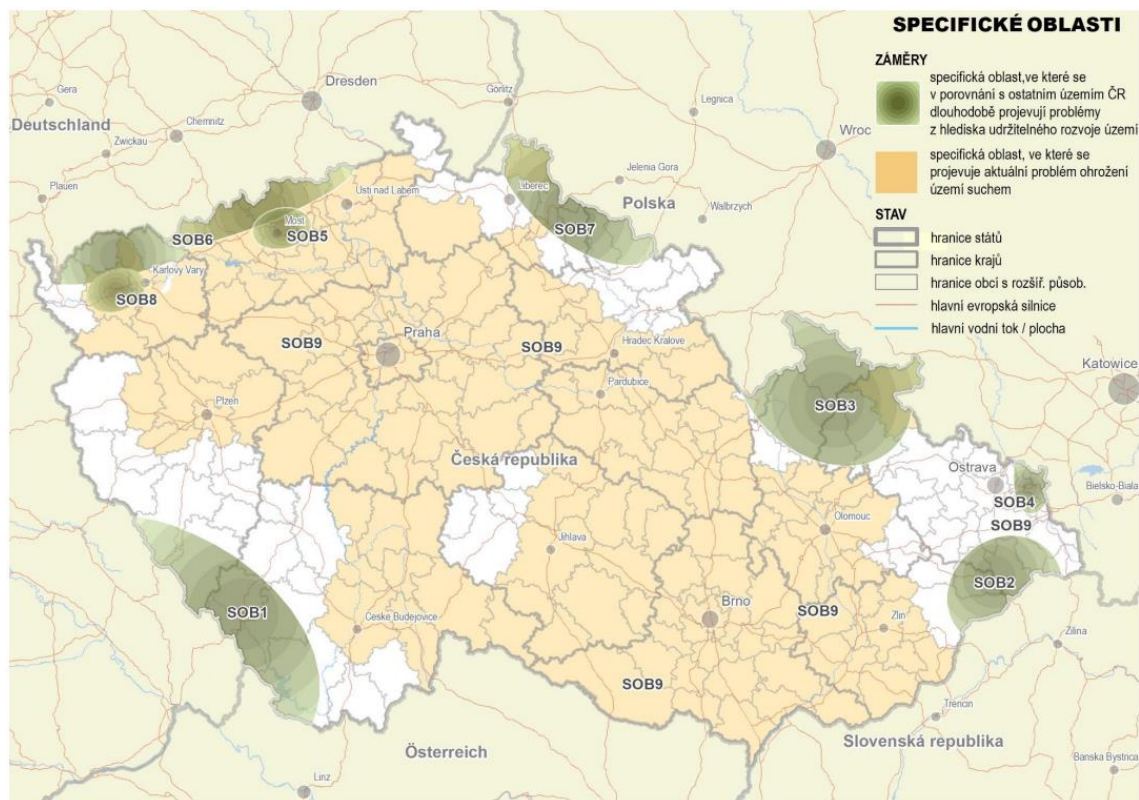 SPECIFICKÉ OBLASTI
ZÁMĚRY
specifická oblast,ve které se
v porovnání s ostatním územím ČR
dlouhodobě projevují problémy
z hlediska udržitelného rozvoje území
specifická oblast, ve které se
projevuje aktuální problém ohrožení
území suchem
STAV
hranice států
hranice krajů
hranice obcí s rozšíř. působ.
hlavní evropská silnice
hlavní vodní tok / plocha
Dresden
Görlitz
Gera
Legnica
Deutschland
Chemnitz
Wroc
Zwickau
Jelenia Gora
Plauen
Usti nad Labem
Liberec
Polska
Walbrzych
Most
SOB7
SOB6
SOB5
Karlovy Vary
SOB8
Praha
SOB9
SOB9
Hradec Kralove
Katowice
Pardubice
SOB3
Plzen
Česká republika
Ostrava
Bielsko-Biala
SOB4
Olomouc
SOB9
Jihlava
SOB2
SOB1
Brno
SOB9
Ceske Budejovice
Zlin
Zilina
SOB9
Trencin
Österreich
Slovenská republika
Banska Bystrica
Linz